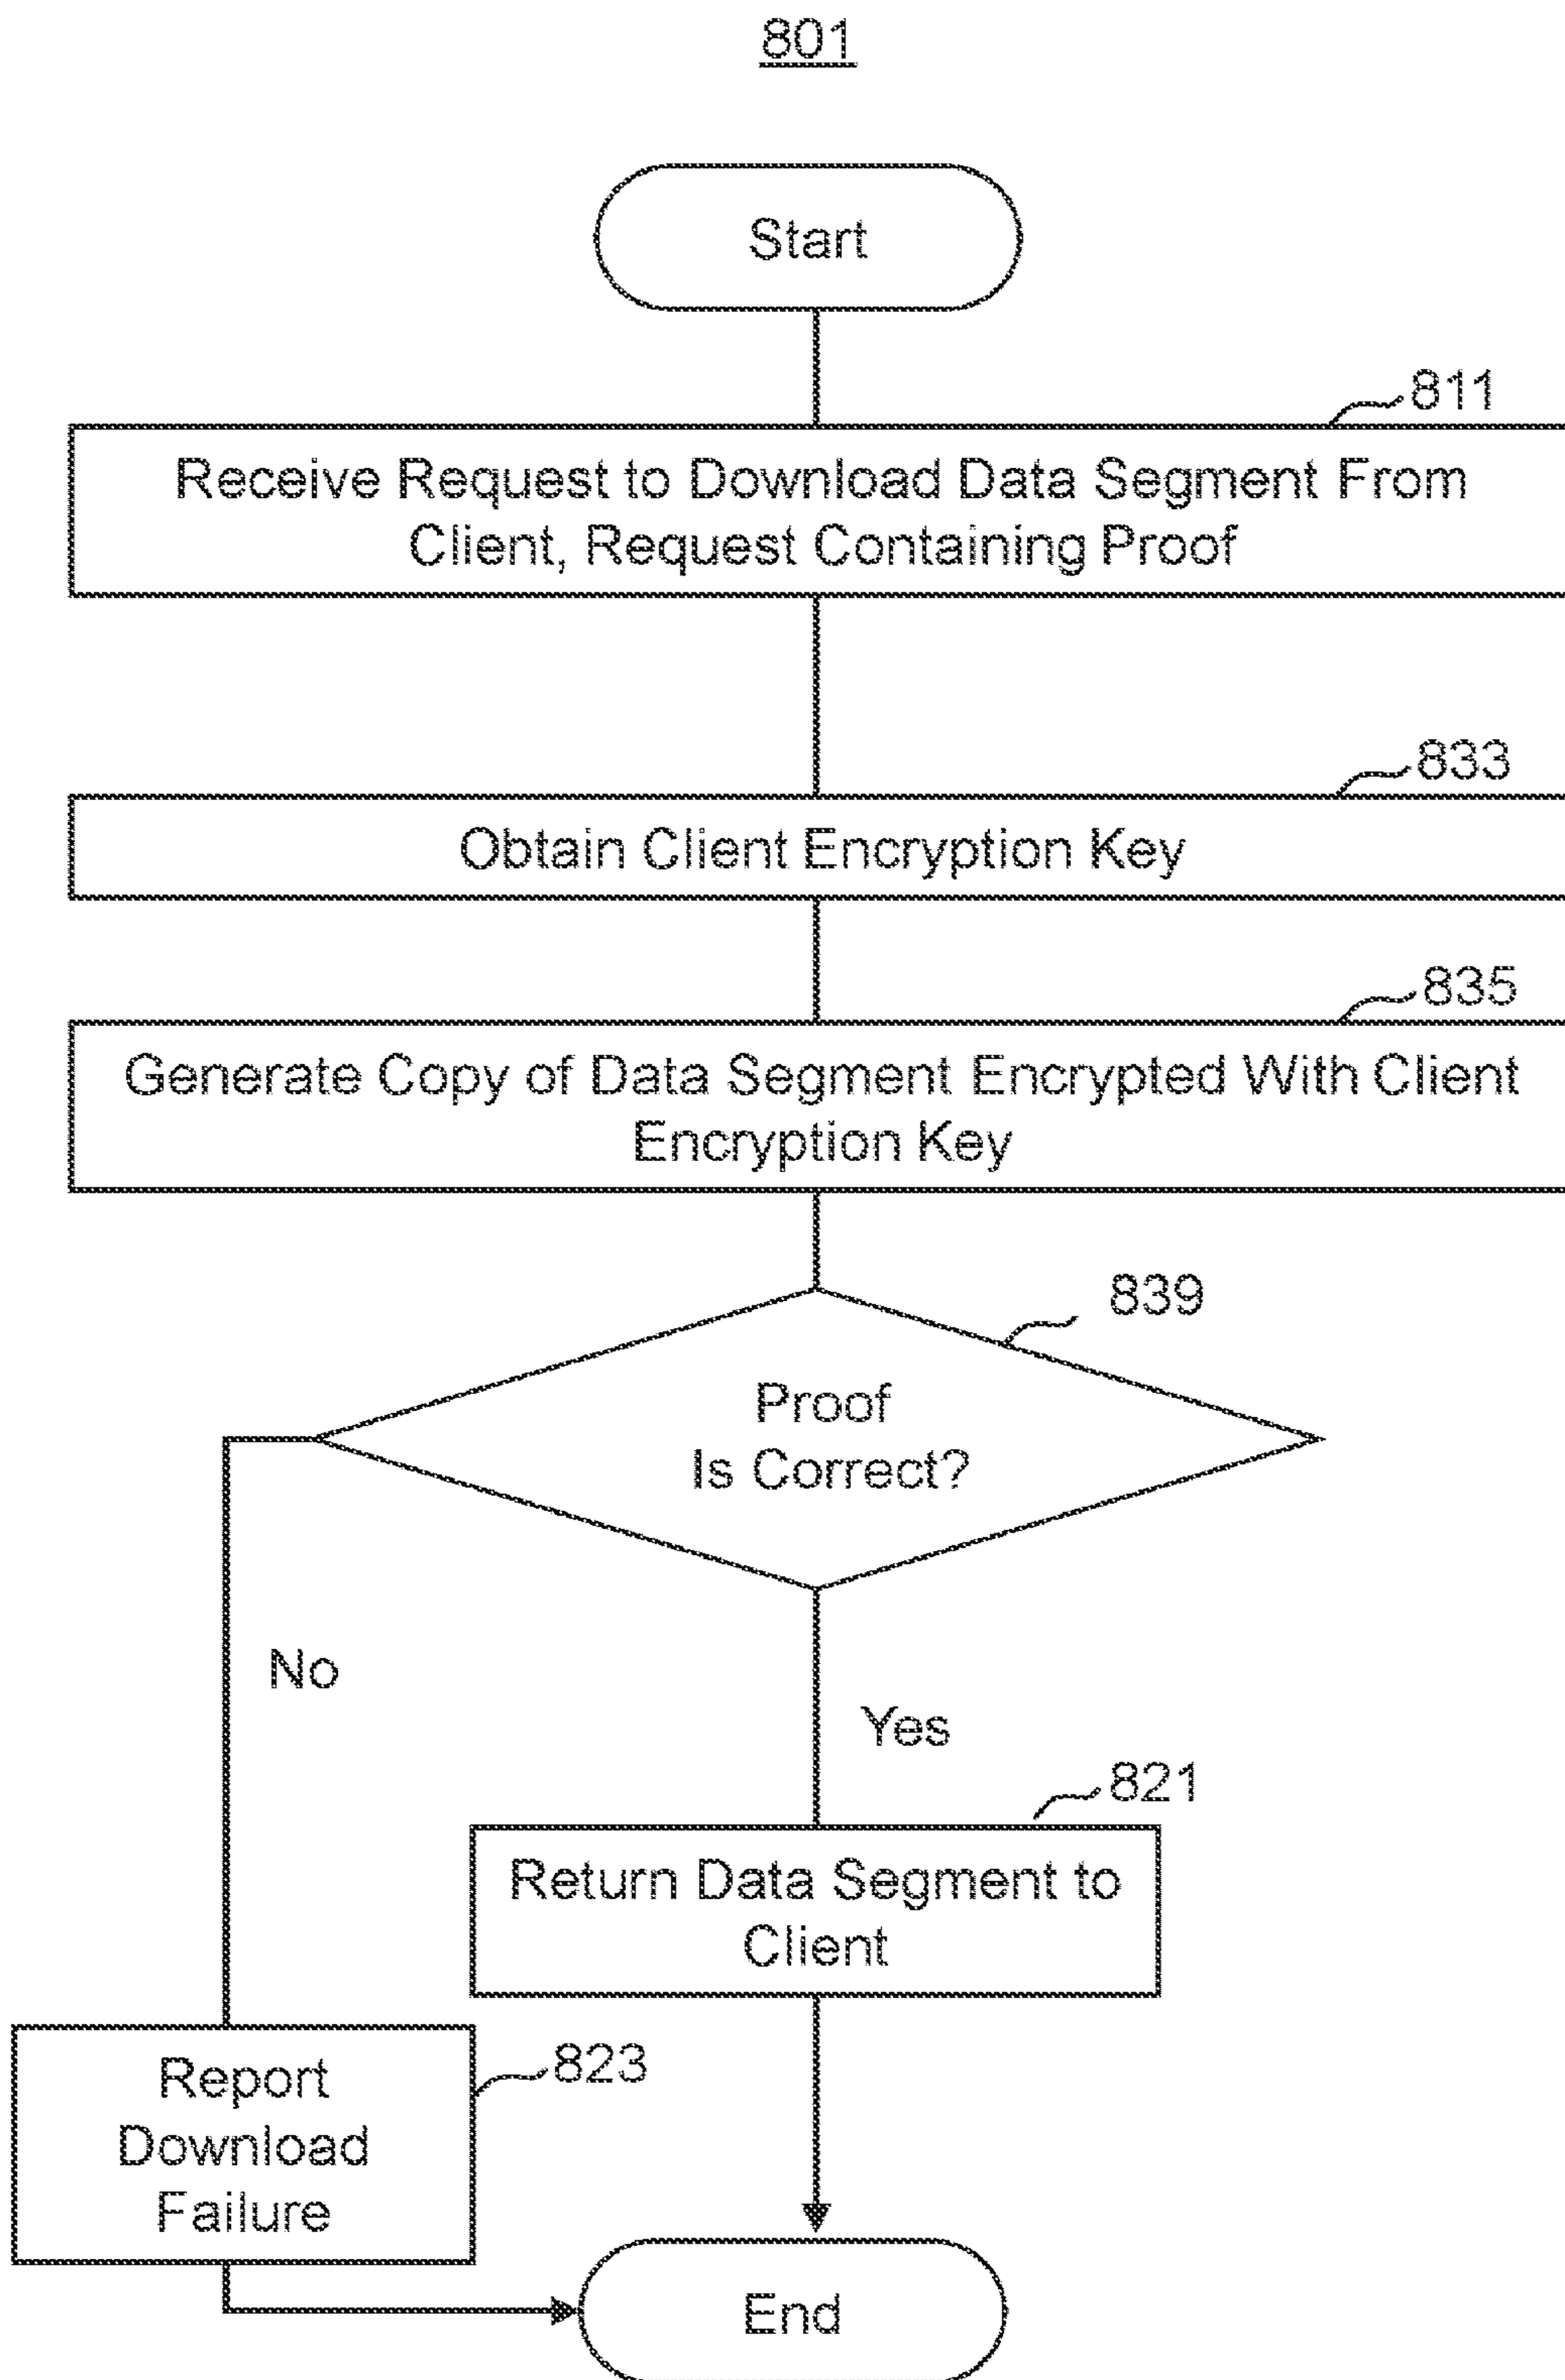 801
Start
811
Receive Request to Download Data Segment From
Client, Request Containing Proof
833
Obtain Client Encryption Key
835
Generate Copy of Data Segment Encrypted With Client
Encryption Key
839
Proof
Is Correct?
No
Yes
821
Return Data Segment to
Client
823
Report
Download
Failure
End